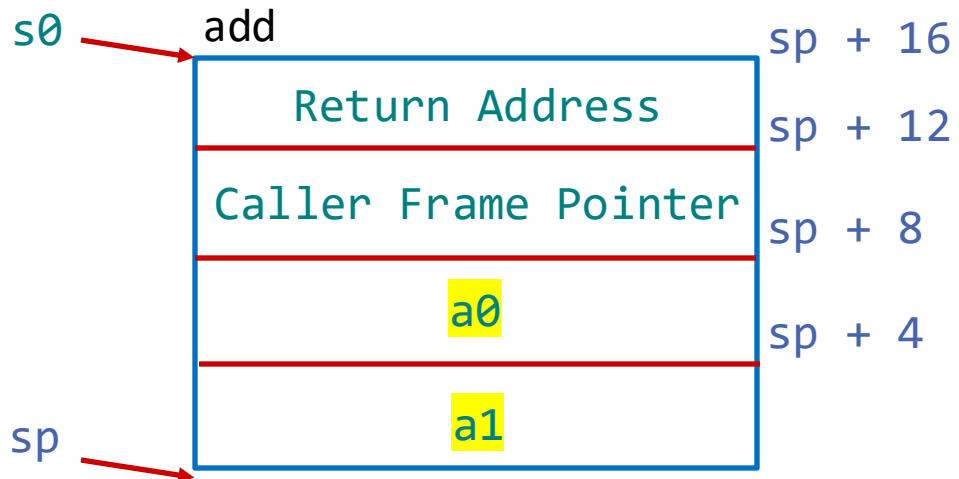 s0
add
sp + 16
Return Address
sp + 12
Caller Frame Pointer
sp + 8
a0
sp + 4
a1
sp